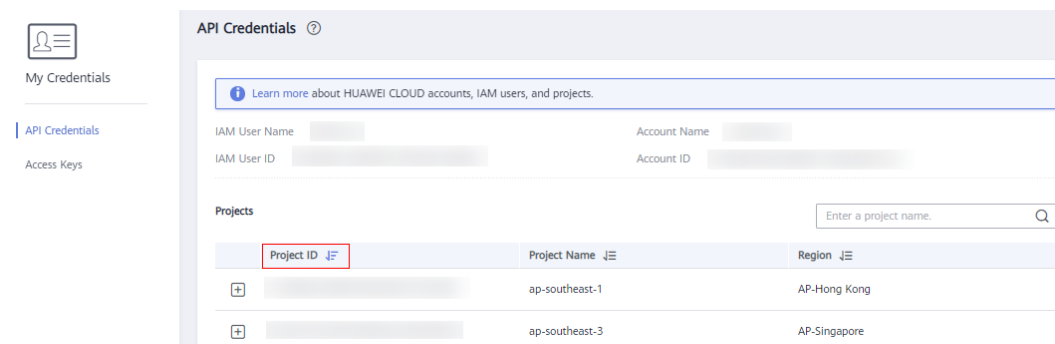 API Credentials ?
My Credentials
Learn more about HUAWEI CLOUD accounts, IAM users, and projects.
API Credentials
IAM User Name
Account Name
Access Keys
IAM User ID
Account ID
Projects
Enter a project name.
Project ID
Project Name
Region
ap-southeast-1
AP-Hong Kong
ap-southeast-3
AP-Singapore